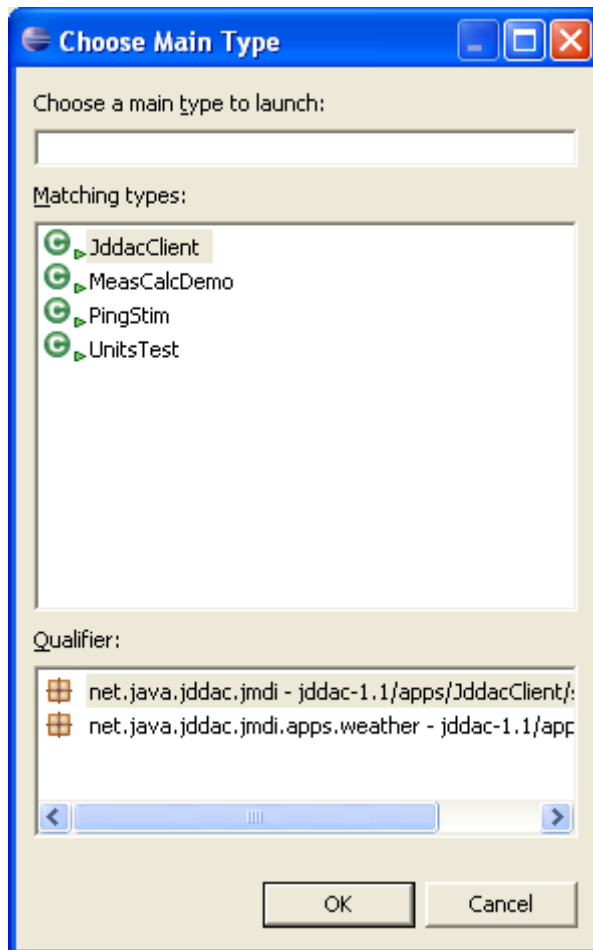 Choose Main Type
Choose a main type to launch:
Matching types:
JddacClient
MeasCalcDemo
PingStim
UnitsTest
Qualifier:
net.java.jddac.jmdi - jddac-1.1/apps/JddacClient/s
net.java.jddac.jmdi.apps.weather - jddac-1.1/app
OK
Cancel